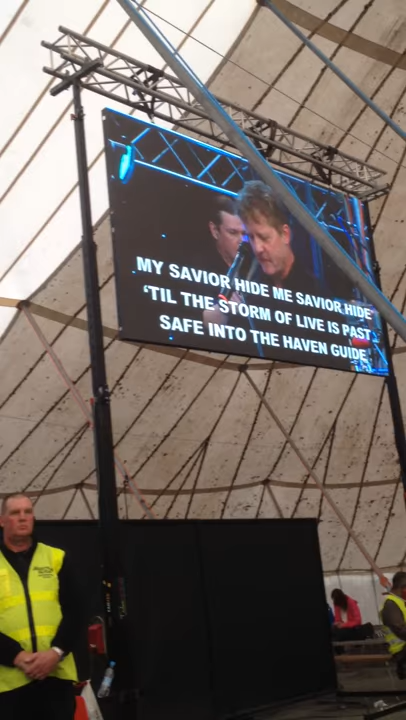 MY SAVIOR HIDE ME SAVIOR HIDE
‘TIL THE STORM OF LIVE IS PAST
SAFE INTO THE HAVEN GUIDE